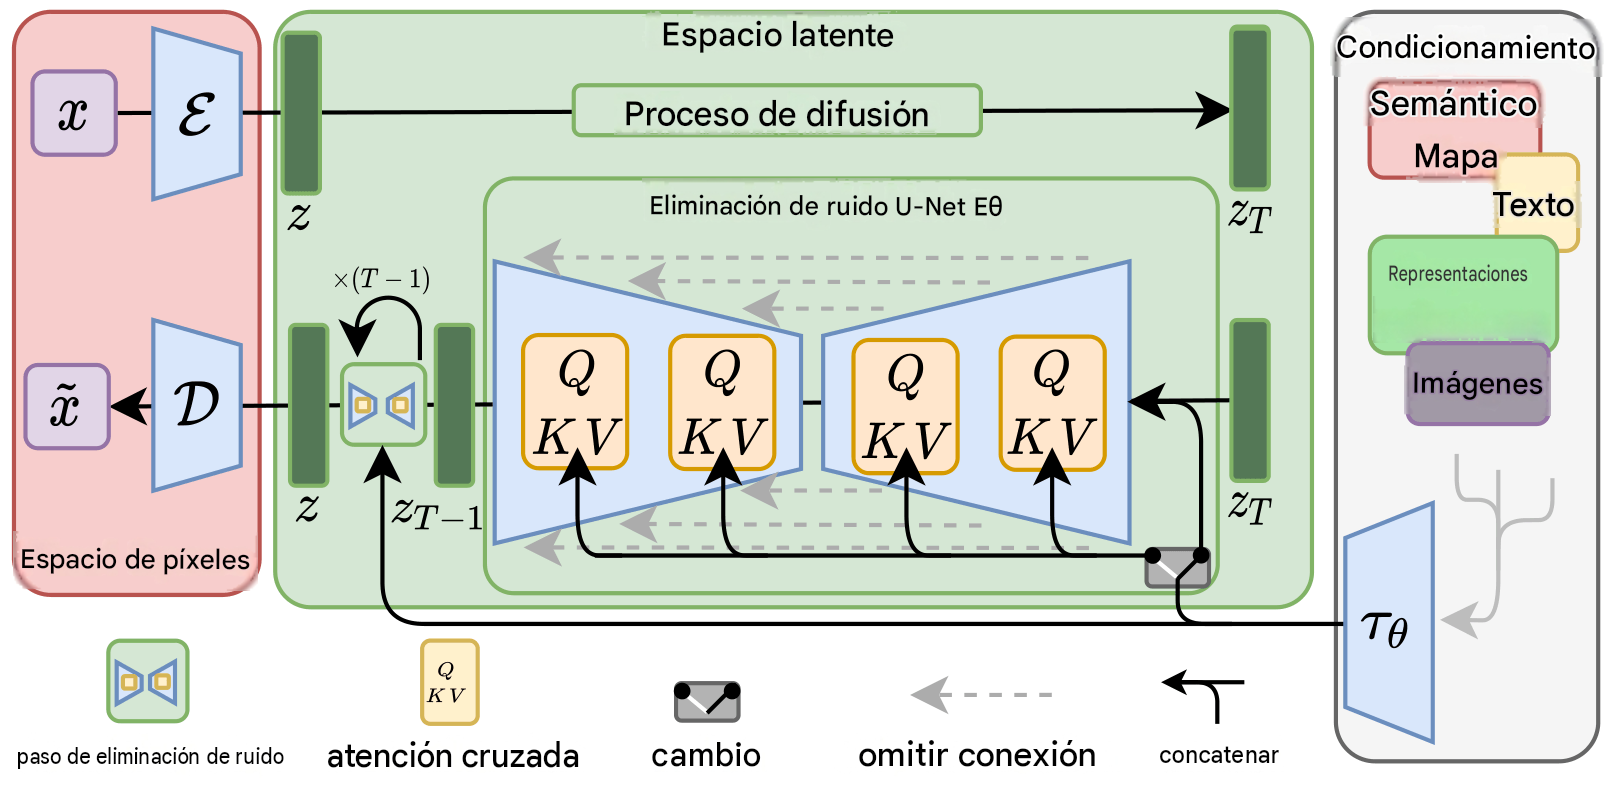 Espacio latente
Condicionamiento
x
ℰ
Proceso de difusión
Semántico
Mapa
z
z_T
Texto
Eliminación de ruido U-Net Eθ
×(T − 1)
Representaciones
Q
KV
Q
KV
Q
KV
Q
KV
Imágenes
x̃
𝒟
z
z_{T−1}
z_T
Espacio de píxeles
τ_θ
Q
KV
paso de eliminación de ruido
atención cruzada
cambio
omitir conexión
concatenar